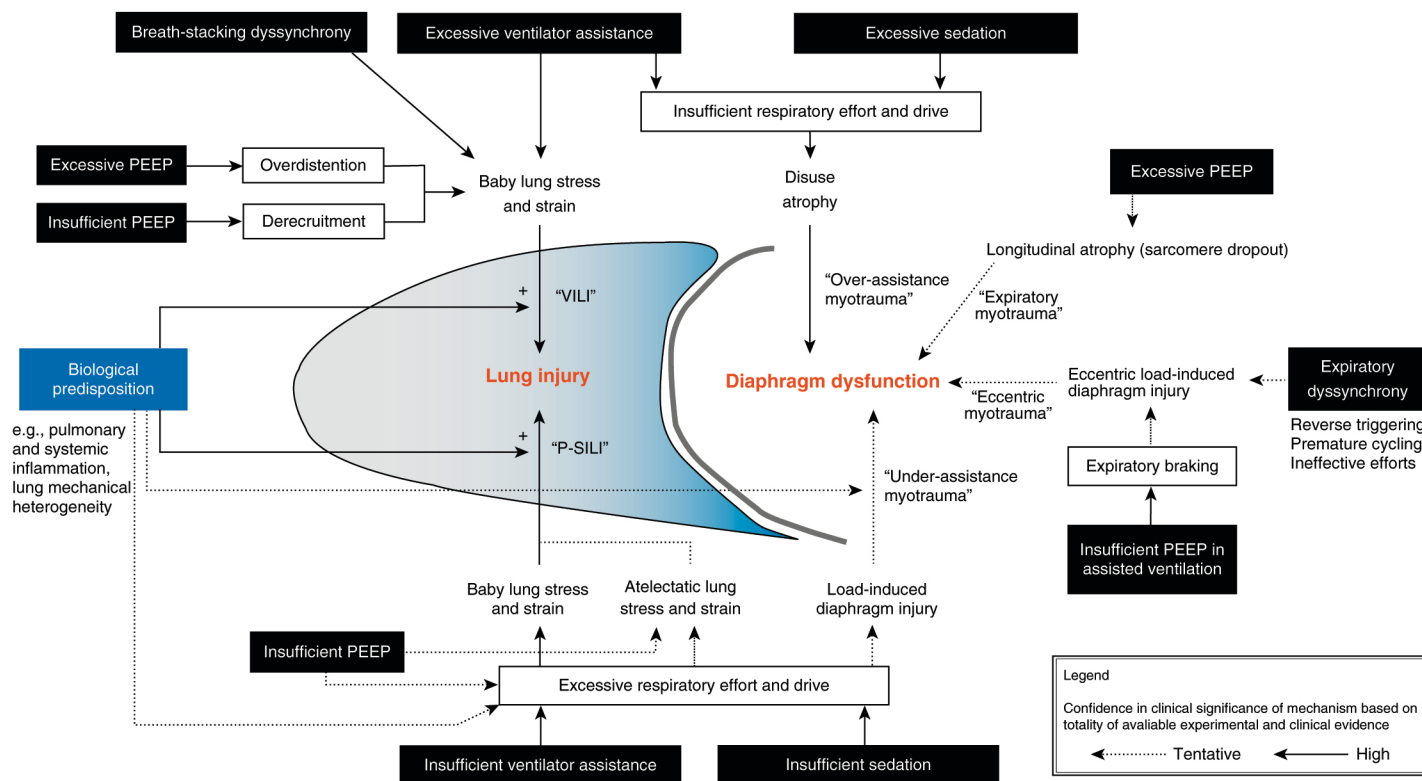 Breath-stacking dyssynchrony
Excessive ventilator assistance
Excessive sedation
Insufficient respiratory effort and drive
Excessive PEEP
Overdistention
Insufficient PEEP
Derecruitment
Baby lung stress
and strain
Disuse
atrophy
Excessive PEEP
Longitudinal atrophy (sarcomere dropout)
+
“VILI”
“Over-assistance
myotrauma”
“Expiratory
myotrauma”
Biological
predisposition
e.g., pulmonary
and systemic
inflammation,
lung mechanical
heterogeneity
Lung injury
Diaphragm dysfunction
Eccentric load-induced
diaphragm injury
“Eccentric
myotrauma”
Expiratory
dyssynchrony
Reverse triggering
Premature cycling
Ineffective efforts
+
“P-SILI”
“Under-assistance
myotrauma”
Expiratory braking
Insufficient PEEP in
assisted ventilation
Baby lung stress
and strain
Atelectatic lung
stress and strain
Load-induced
diaphragm injury
Insufficient PEEP
Excessive respiratory effort and drive
Insufficient ventilator assistance
Insufficient sedation
Legend
Confidence in clinical significance of mechanism based on
totality of avaliable experimental and clinical evidence
Tentative
High